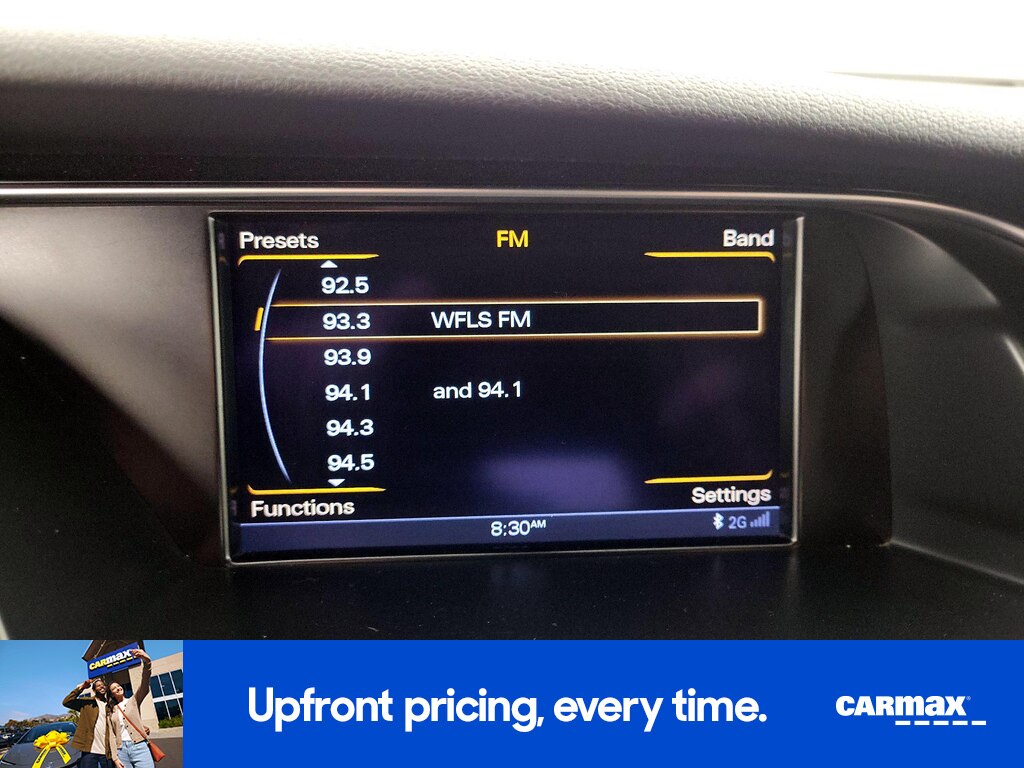 Presets FM Band
92.5
93.3 WFLS FM
93.9
94.1 and 94.1
94.3
94.5
Functions Settings
8:30AM 2G
CARMAX
Upfront pricing, every time. CARMAX